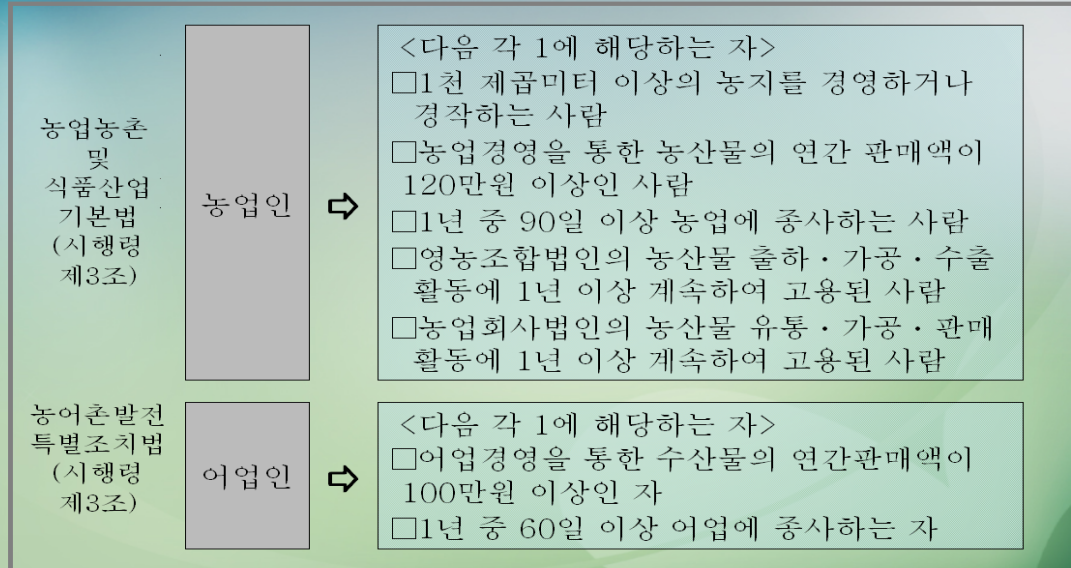 농업농촌
및
식품산업
기본법
(시행령
제3조)
농업인
⇨
<다음 각 1에 해당하는 자>
□1천 제곱미터 이상의 농지를 경영하거나
경작하는 사람
□농업경영을 통한 농산물의 연간 판매액이
120만원 이상인 사람
□1년 중 90일 이상 농업에 종사하는 사람
□영농조합법인의 농산물 출하·가공·수출
활동에 1년 이상 계속하여 고용된 사람
□농업회사법인의 농산물 유통·가공·판매
활동에 1년 이상 계속하여 고용된 사람
농어촌발전
특별조치법
(시행령
제3조)
어업인
⇨
<다음 각 1에 해당하는 자>
□어업경영을 통한 수산물의 연간판매액이
100만원 이상인 자
□1년 중 60일 이상 어업에 종사하는 자